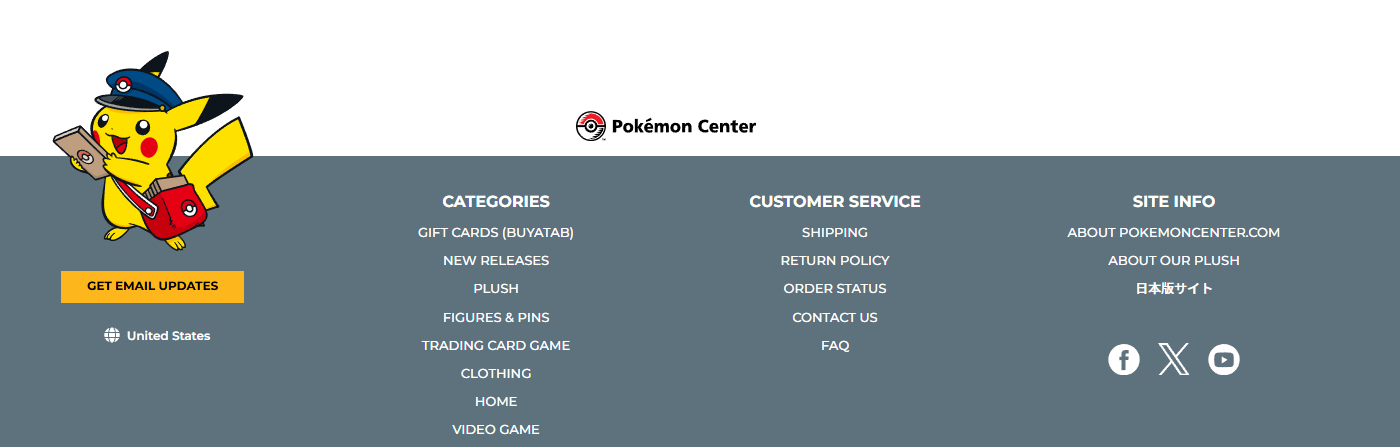 Pokémon Center
GET EMAIL UPDATES
United States
CATEGORIES
GIFT CARDS (BUYATAB)
NEW RELEASES
PLUSH
FIGURES & PINS
TRADING CARD GAME
CLOTHING
HOME
VIDEO GAME
CUSTOMER SERVICE
SHIPPING
RETURN POLICY
ORDER STATUS
CONTACT US
FAQ
SITE INFO
ABOUT POKEMONCENTER.COM
ABOUT OUR PLUSH
日本版サイト